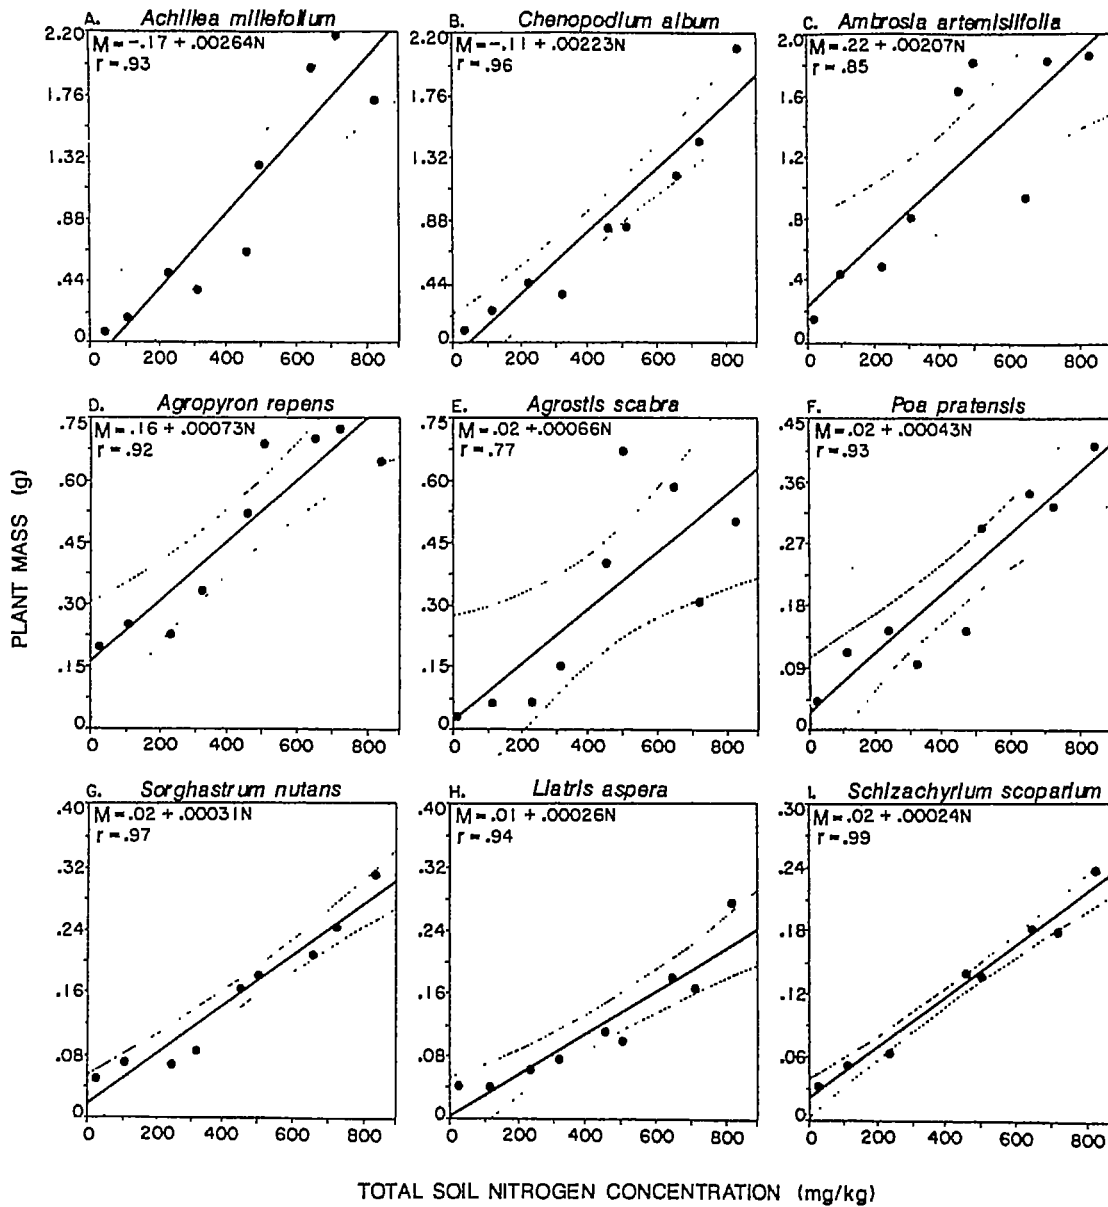 A. Achillea millefolium
M=-.17 + .00264N
r=.93
2.20
1.76
1.32
.88
.44
0
0 200 400 600 800
B. Chenopodium album
M=-.11 + .00223N
r=.96
2.20
1.76
1.32
.88
.44
0
0 200 400 600 800
C. Ambrosia artemisiifolia
M=.22 + .00207N
r=.85
2.0
1.6
1.2
.8
.4
0
0 200 400 600 800
D. Agropyron repens
M=.16 + .00073N
r=.92
.75
.60
.45
.30
.15
0
0 200 400 600 800
E. Agrostis scabra
M=.02 + .00066N
r=.77
.75
.60
.45
.30
.15
0
0 200 400 600 800
F. Poa pratensis
M=.02 + .00043N
r=.93
.45
.36
.27
.18
.09
0
0 200 400 600 800
G. Sorghastrum nutans
M=.02 + .00031N
r=.97
.40
.32
.24
.16
.08
0
0 200 400 600 800
H. Liatris aspera
M=.01 + .00026N
r=.94
.40
.32
.24
.16
.08
0
0 200 400 600 800
I. Schizachyrium scoparium
M=.02 + .00024N
r=.99
.30
.24
.18
.12
.06
0
0 200 400 600 800
PLANT MASS (g)
TOTAL SOIL NITROGEN CONCENTRATION (mg/kg)